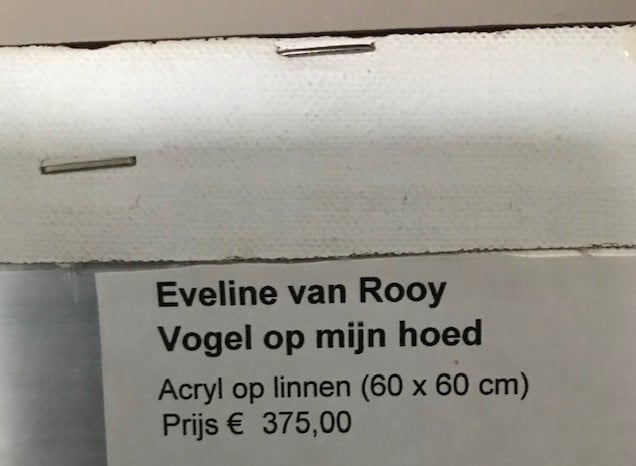 Eveline van Rooy
Vogel op mijn hoed
Acryl op linnen (60 x 60 cm)
Prijs € 375,00